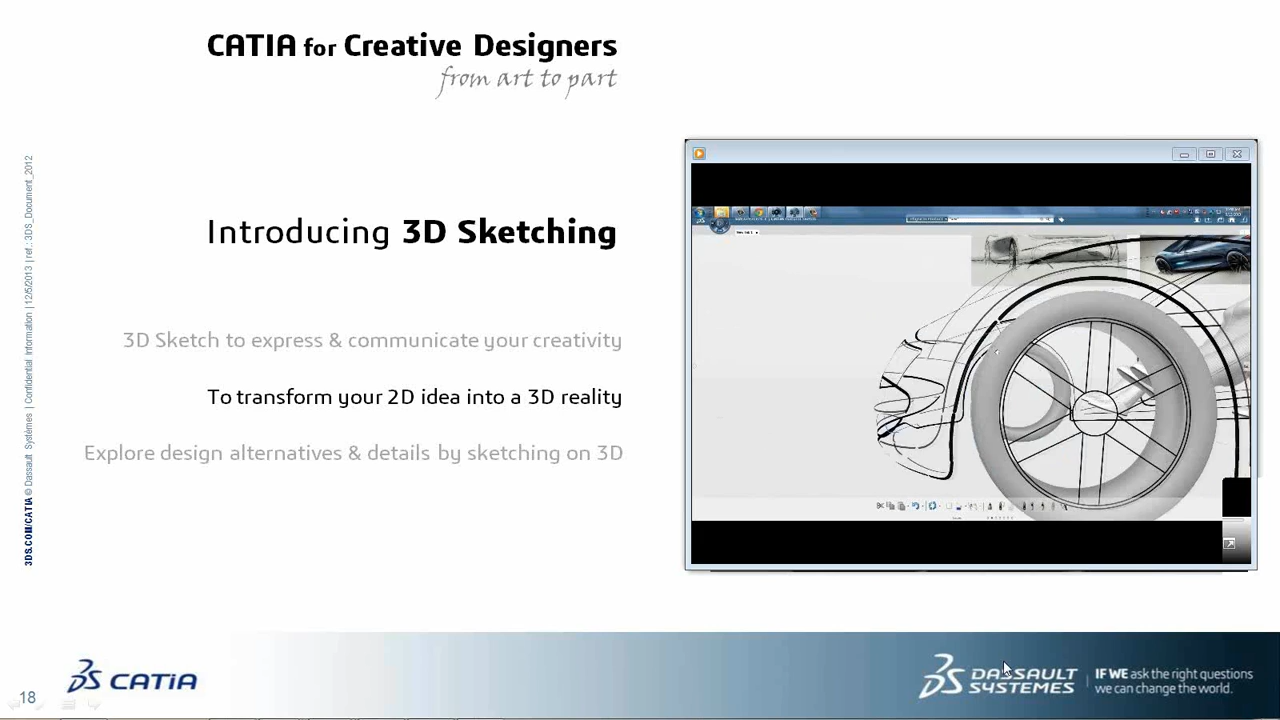 CATIA for Creative Designers
from art to part
Introducing 3D Sketching
3D Sketch to express & communicate your creativity
To transform your 2D idea into a 3D reality
Explore design alternatives & details by sketching on 3D
3DS.COM/CATIA © Dassault Systèmes | Confidential Information | 12/5/2013 | ref.: 3DS_Document_2012
18
CATIA
DASSAULT SYSTEMES
IF WE ask the right questions
we can change the world.